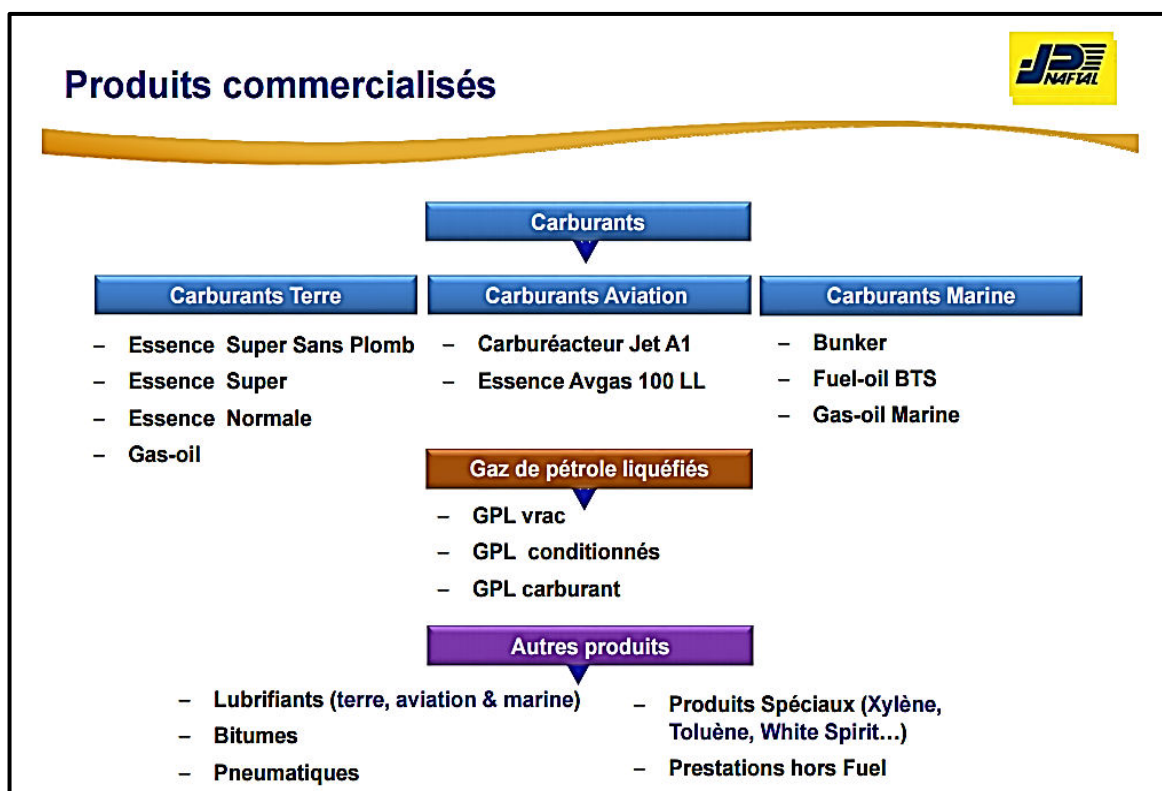 Produits commercialisés
NAFTAL
Carburants
Carburants Terre
– Essence Super Sans Plomb
– Essence Super
– Essence Normale
– Gas-oil
Carburants Aviation
– Carburéacteur Jet A1
– Essence Avgas 100 LL
Carburants Marine
– Bunker
– Fuel-oil BTS
– Gas-oil Marine
Gaz de pétrole liquéfiés
– GPL vrac
– GPL conditionnés
– GPL carburant
Autres produits
– Lubrifiants (terre, aviation & marine)
– Bitumes
– Pneumatiques
– Produits Spéciaux (Xylène,
Toluène, White Spirit…)
– Prestations hors Fuel